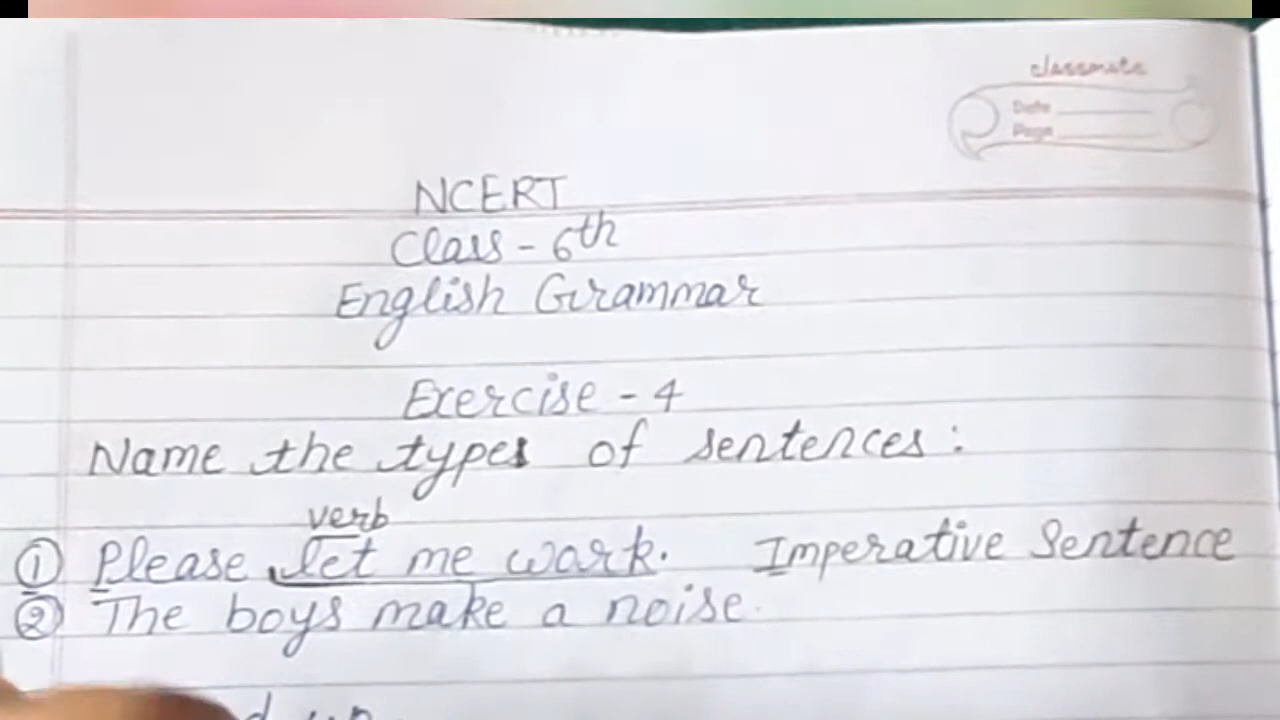 classmate
Date
Page
NCERT
Class - 6th
English Grammar
Exercise - 4
Name the types of sentences :
verb
① Please let me work. Imperative Sentence
② The boys make a noise.
up.